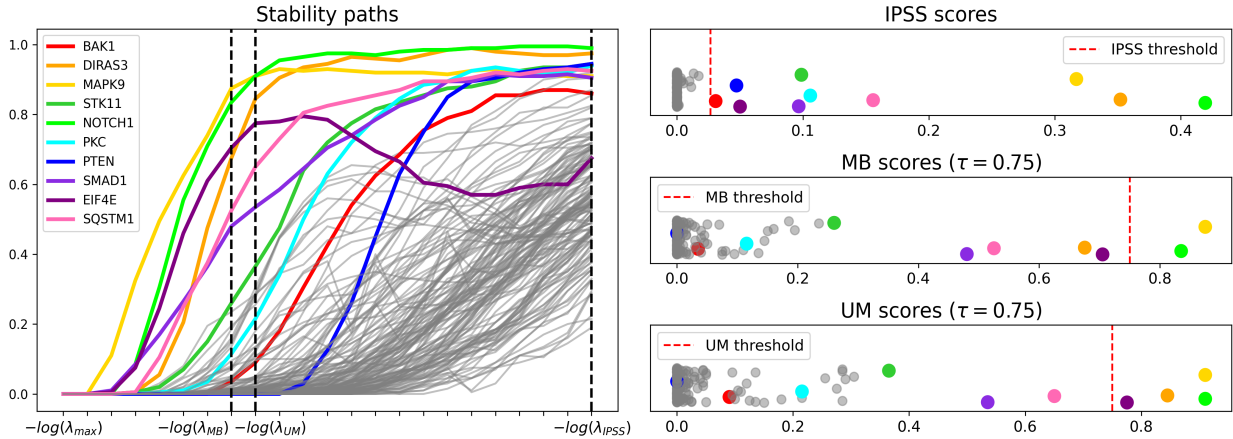 Stability paths
1.0
0.8
0.6
0.4
0.2
0.0
BAK1
DIRAS3
MAPK9
STK11
NOTCH1
PKC
PTEN
SMAD1
EIF4E
SQSTM1
−log(λmax) −log(λMB) −log(λUM) −log(λIPSS)
IPSS scores
IPSS threshold
0.0 0.1 0.2 0.3 0.4
MB scores (τ = 0.75)
MB threshold
0.0 0.2 0.4 0.6 0.8
UM scores (τ = 0.75)
UM threshold
0.0 0.2 0.4 0.6 0.8